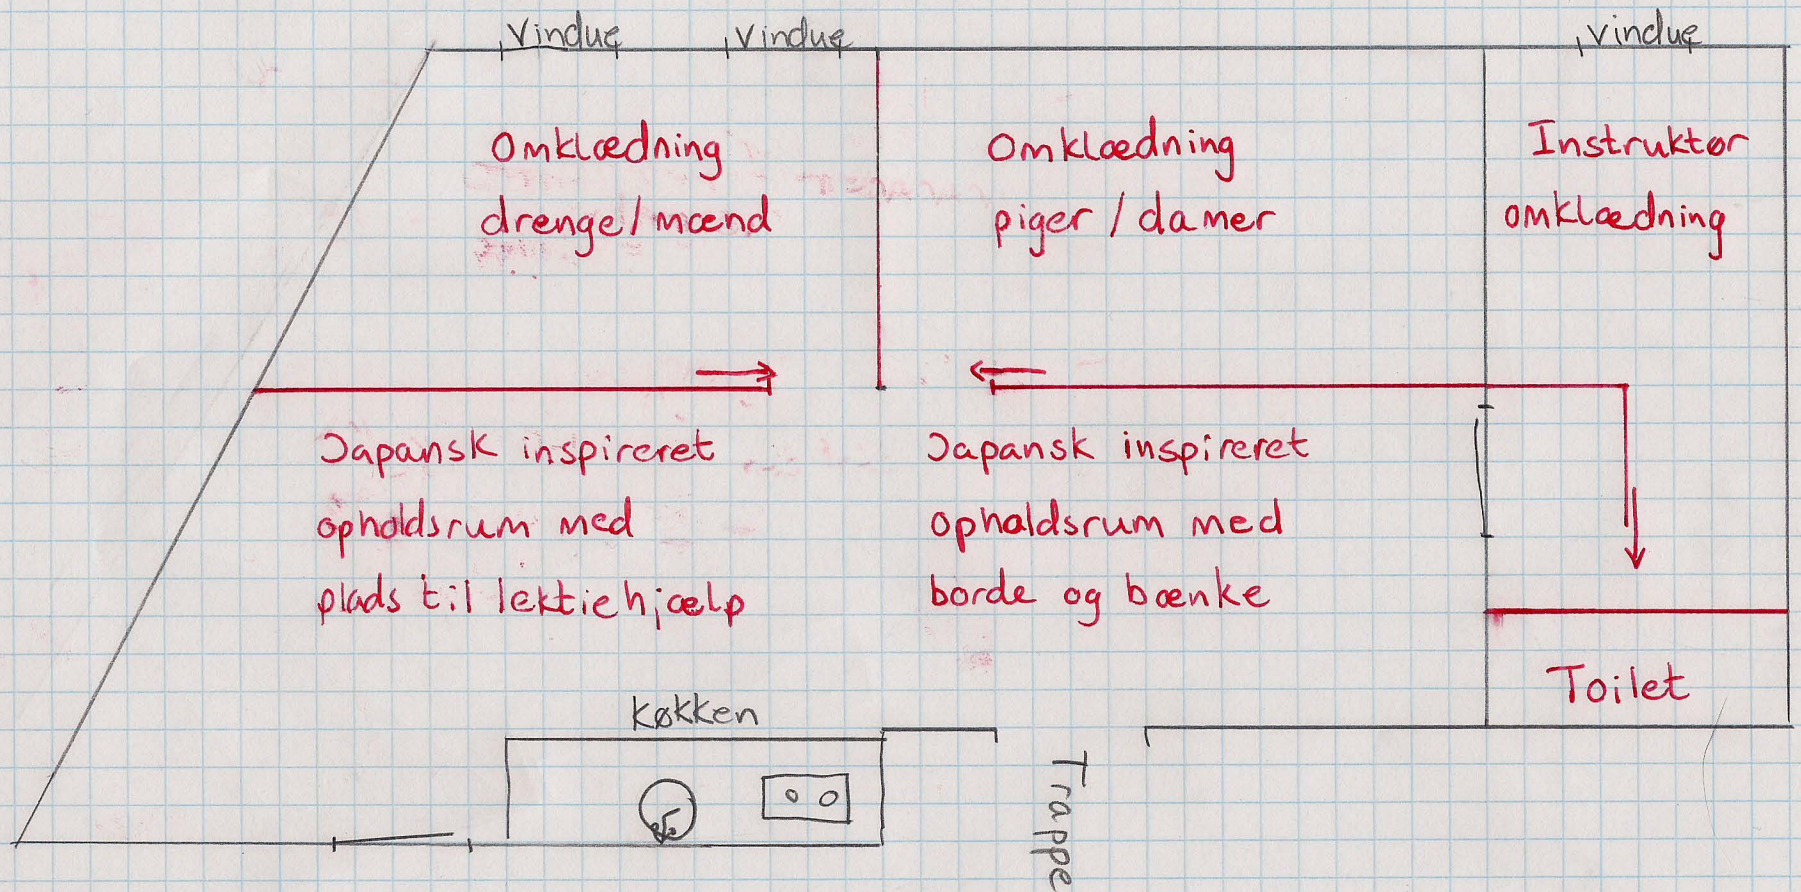 Vindue
Vindue
Vindue
Omklædning
drenge/mænd
Omklædning
piger / damer
Instruktør
omklædning
Japansk inspireret
opholdsrum med
plads til lektiehjælp
Japansk inspireret
opholdsrum med
borde og bænke
Toilet
Køkken
Trappe